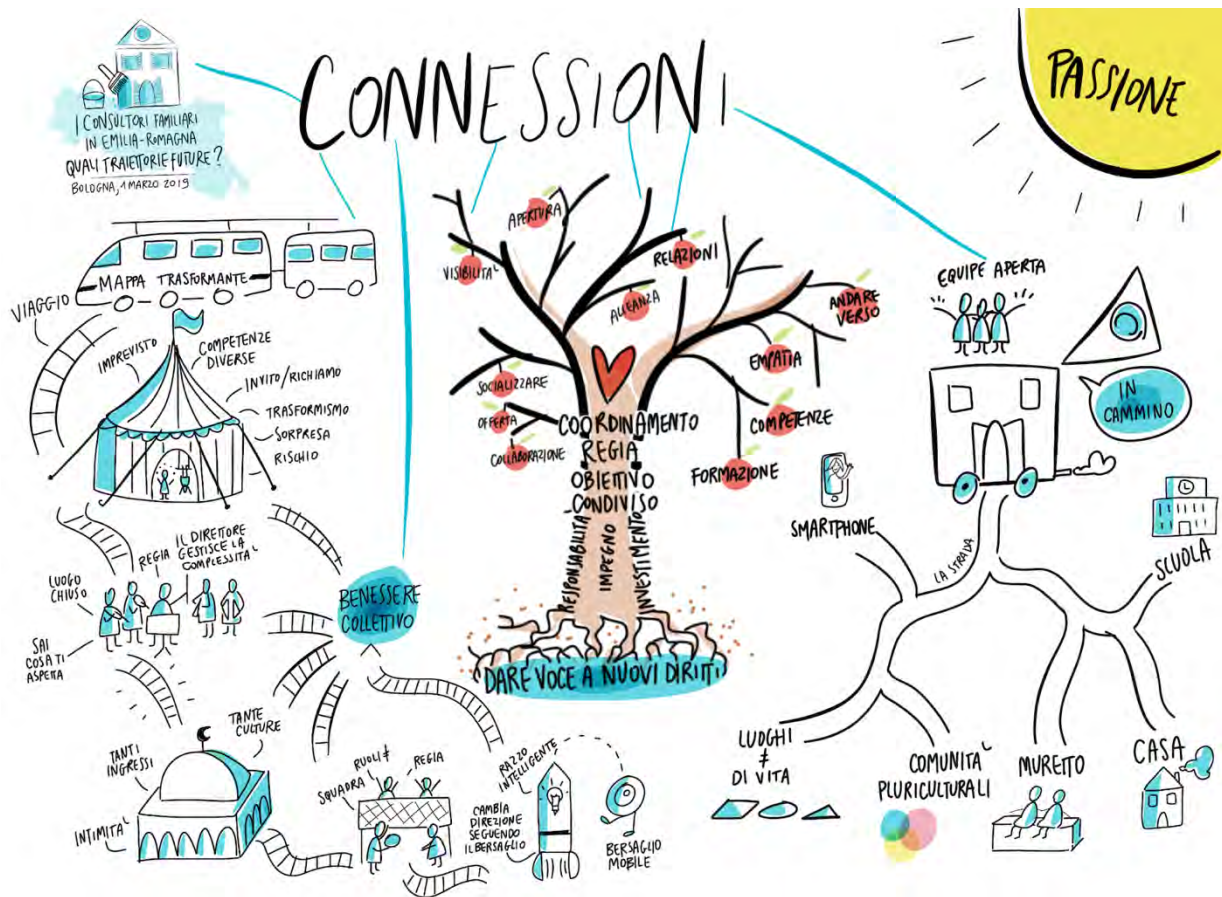 I CONSULTORI FAMILIARI
IN EMILIA-ROMAGNA
QUALI TRAIETTORIE FUTURE?
BOLOGNA, 1 MARZO 2019
CONNESSIONI
PASSIONE
MAPPA TRASFORMANTE
VIAGGIO
IMPREVISTO
COMPETENZE
DIVERSE
INVITO/RICHIAMO
TRASFORMISMO
SORPRESA
RISCHIO
LUOGO
CHIUSO
REGIA
IL DIRETTORE
GESTISCE LA
COMPLESSITÀ
SAI
COSA TI
ASPETTA
BENESSERE
COLLETTIVO
TANTI
INGRESSI
TANTE
CULTURE
INTIMITÀ
SQUADRA
RUOLI ≠
REGIA
RAZZO
INTELLIGENTE
CAMBIA
DIREZIONE
SEGUENDO
IL BERSAGLIO
BERSAGLIO
MOBILE
APERTURA
VISIBILITÀ
RELAZIONI
ALLEANZA
ANDARE
VERSO
EMPATIA
SOCIALIZZARE
OFFERTA
COLLABORAZIONE
COMPETENZE
FORMAZIONE
COORDINAMENTO
REGIA
OBIETTIVO
CONDIVISO
RESPONSABILITÀ
IMPEGNO
INVESTIMENTO
DARE VOCE A NUOVI DIRITTI
EQUIPE APERTA
IN
CAMMINO
SMARTPHONE
LA STRADA
SCUOLA
LUOGHI
≠
DI VITA
COMUNITÀ
PLURICULTURALI
MURETTO
CASA